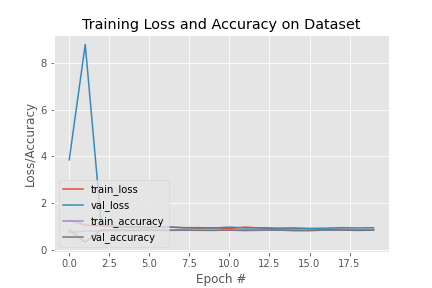 Training Loss and Accuracy on Dataset
Loss/Accuracy
8
6
4
2
0
train_loss
val_loss
train_accuracy
val_accuracy
0.0 2.5 5.0 7.5 10.0 12.5 15.0 17.5
Epoch #